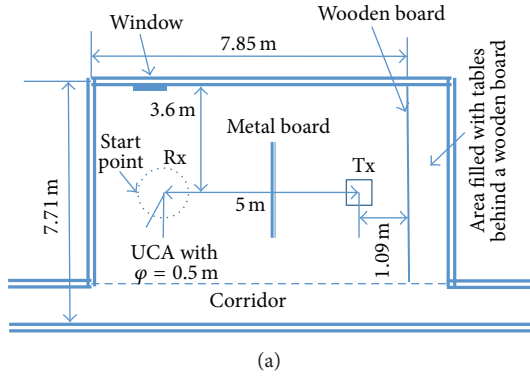 Wooden board
7.85 m
Window
3.6 m
Metal board
Start
point
Rx
Tx
5 m
7.71 m
1.09 m
Area filled with tables
behind a wooden board
UCA with
φ = 0.5 m
Corridor
(a)